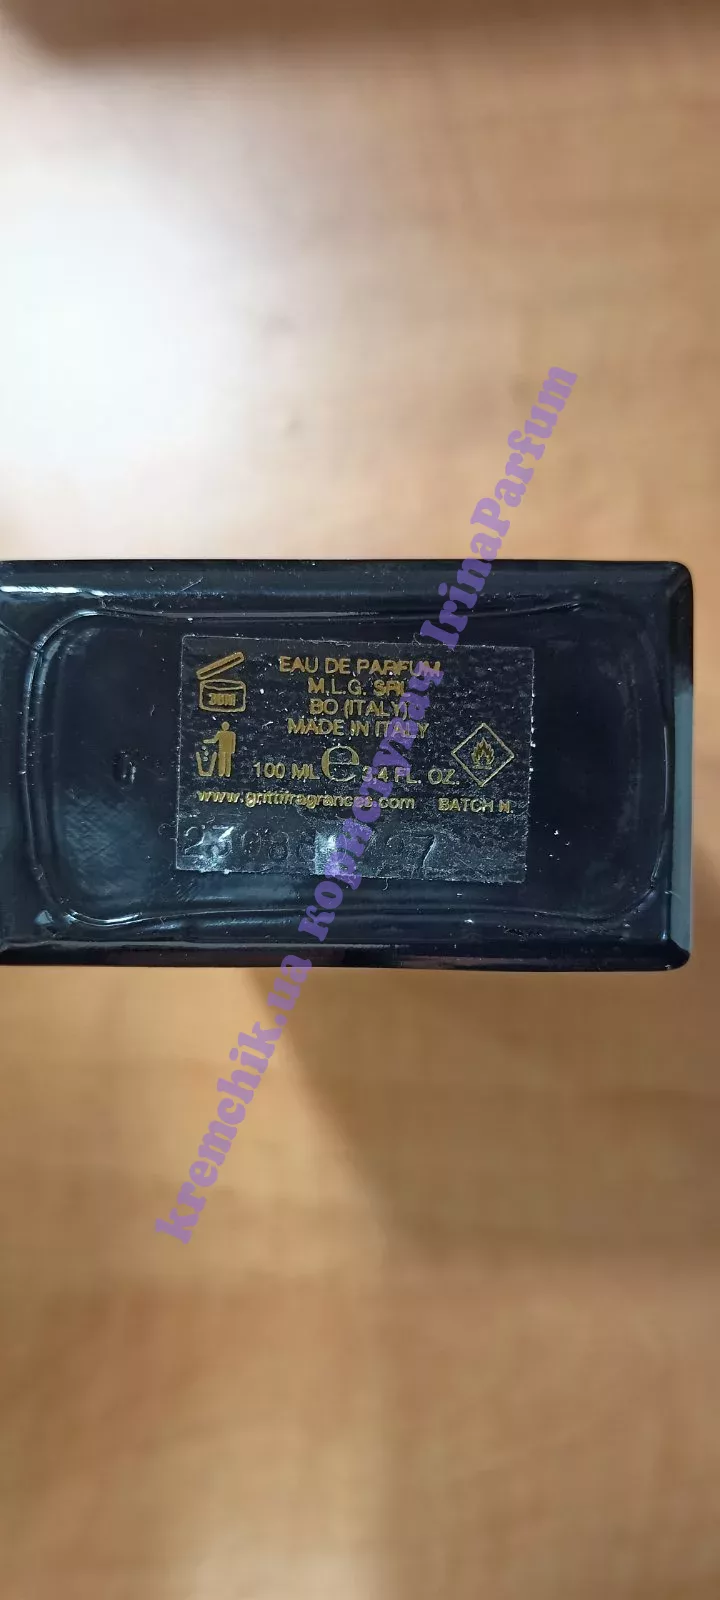 EAU DE PARFUM
M.L.G. SRL
BO (ITALY)
MADE IN ITALY
30M
100 ML e 3,4 FL. OZ.
www.grittifragrances.com BATCH N.
kremchik.ua користувач IrinaParfum